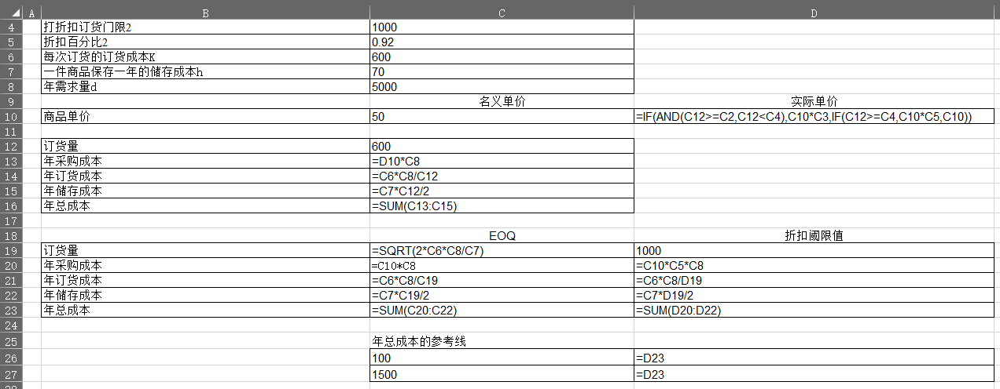 A B C D
4 打折扣订货门限2 1000
5 折扣百分比2 0.92
6 每次订货的订货成本K 600
7 一件商品保存一年的储存成本h 70
8 年需求量d 5000
9 名义单价 实际单价
10 商品单价 50 =IF(AND(C12>=C2,C12<C4),C10*C3,IF(C12>=C4,C10*C5,C10))
11
12 订货量 600
13 年采购成本 =D10*C8
14 年订货成本 =C6*C8/C12
15 年储存成本 =C7*C12/2
16 年总成本 =SUM(C13:C15)
17
18 EOQ 折扣阈限值
19 订货量 =SQRT(2*C6*C8/C7) 1000
20 年采购成本 =C10*C8 =C10*C5*C8
21 年订货成本 =C6*C8/C19 =C6*C8/D19
22 年储存成本 =C7*C19/2 =C7*D19/2
23 年总成本 =SUM(C20:C22) =SUM(D20:D22)
24
25 年总成本的参考线
26 100 =D23
27 1500 =D23